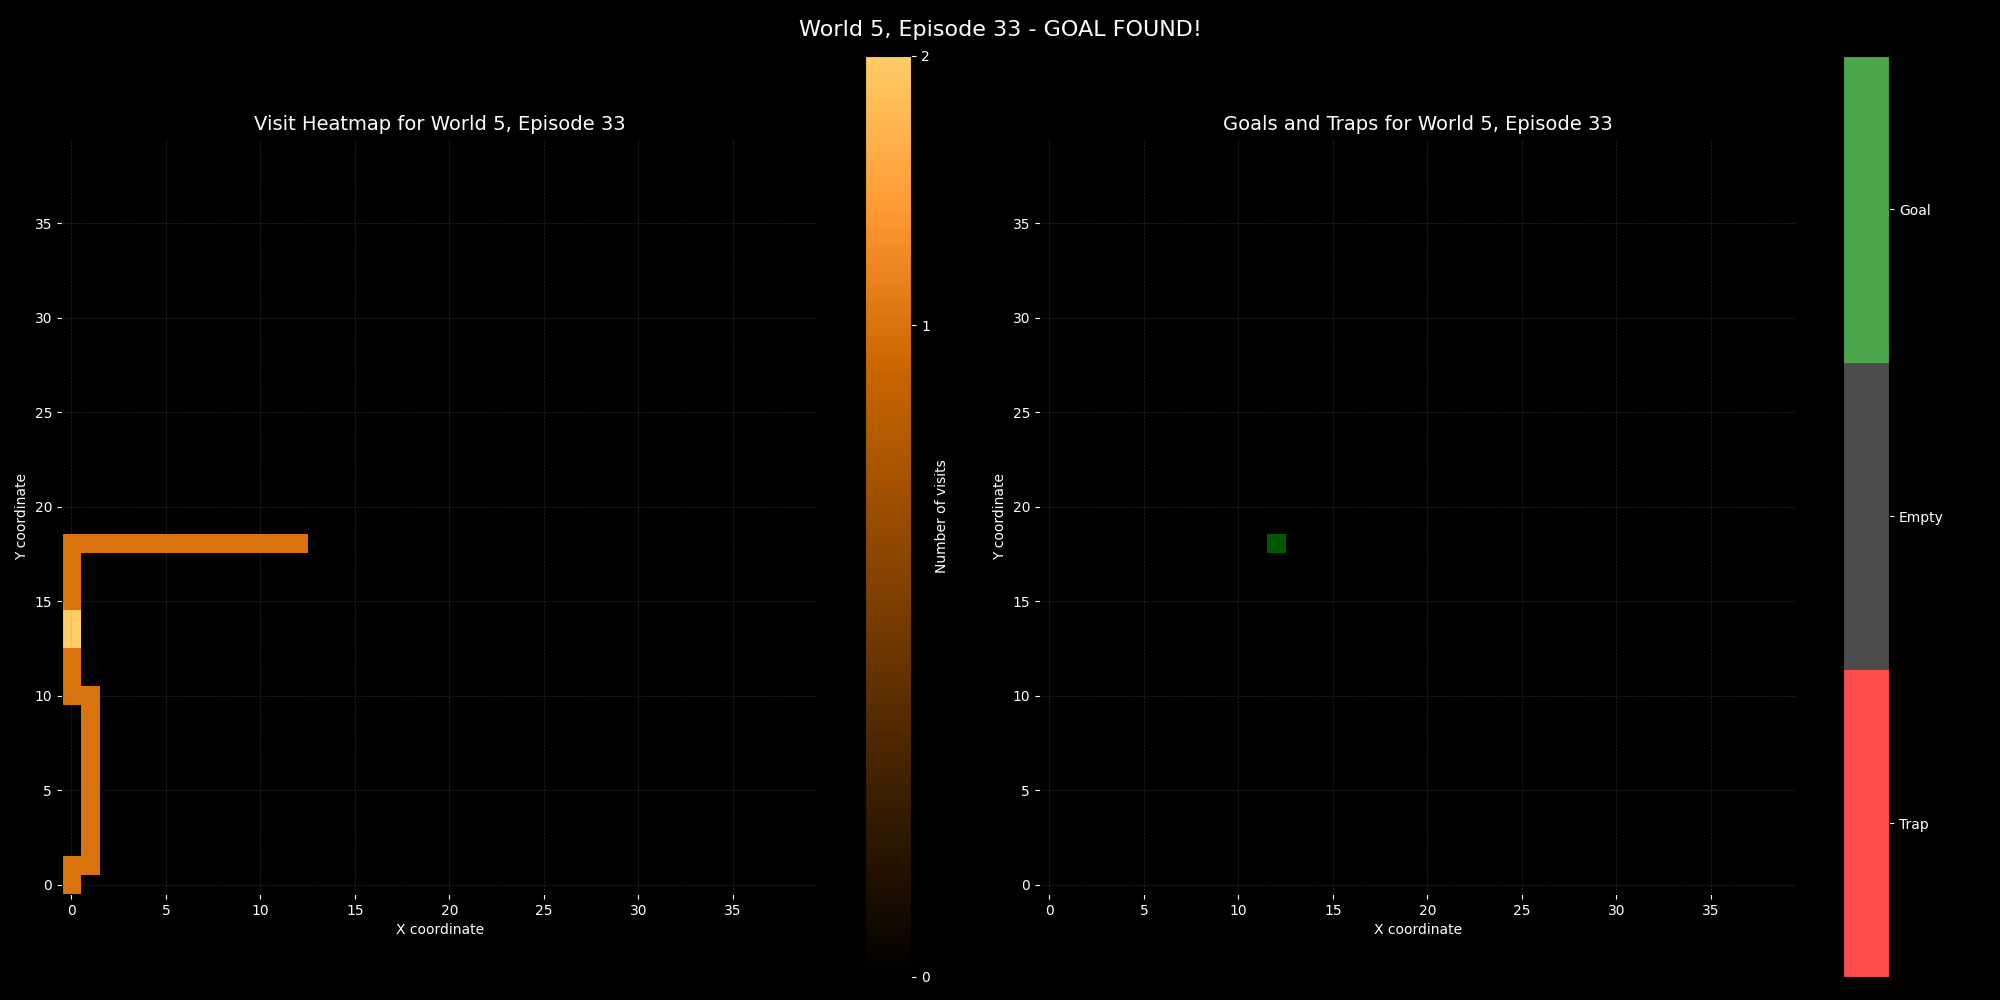 World 5, Episode 33 - GOAL FOUND!
Visit Heatmap for World 5, Episode 33
35
30
25
20
15
10
5
0
Y coordinate
0 5 10 15 20 25 30 35
X coordinate
2
1
0
Number of visits
Goals and Traps for World 5, Episode 33
35
30
25
20
15
10
5
0
Y coordinate
0 5 10 15 20 25 30 35
X coordinate
Goal
Empty
Trap